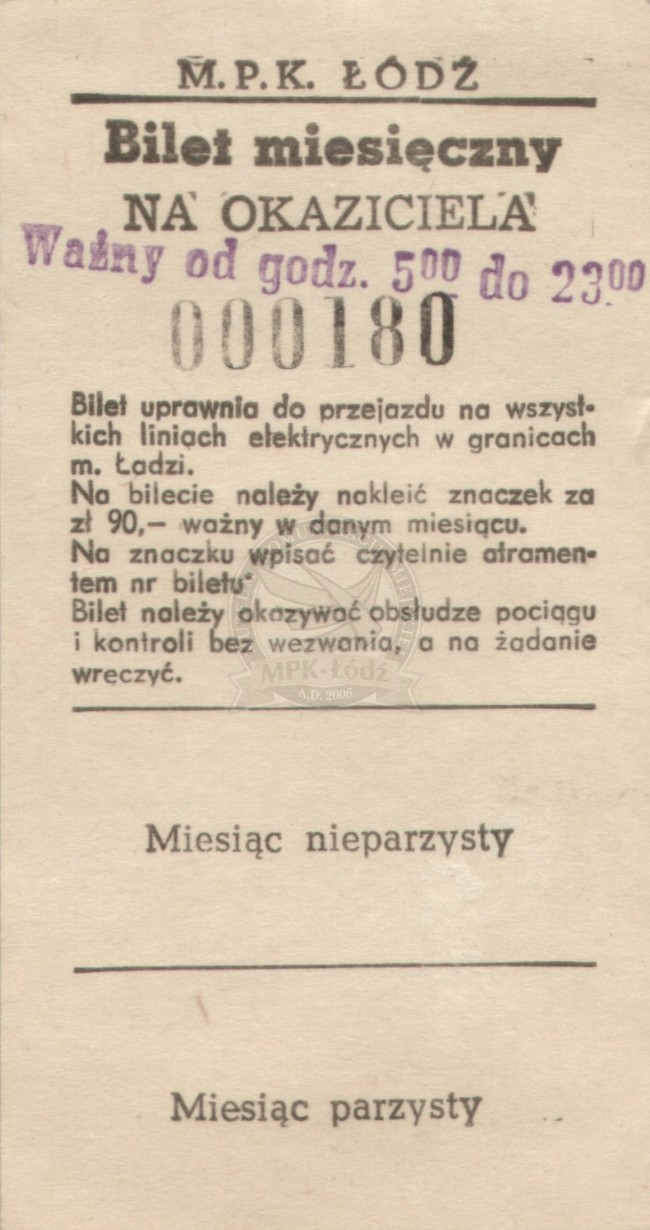 M.P.K. ŁÓDŹ
Bilet miesięczny
NA OKAZICIELA
Ważny od godz. 5⁰⁰ do 23⁰⁰
000180
Bilet uprawnia do przejazdu na wszyst-
kich liniach elektrycznych w granicach
m. Ładzi.
Na bilecie należy nakleić znaczek za
zł 90,— ważny w danym miesiącu.
Na znaczku wpisać czytelnie atramen-
tem nr biletu"
Bilet należy okazywać obsłudze pociągu
i kontroli bez wezwania, a na żądanie
wręczyć.
MPK-Łódź
A.D. 2006
Miesiąc nieparzysty
Miesiąc parzysty